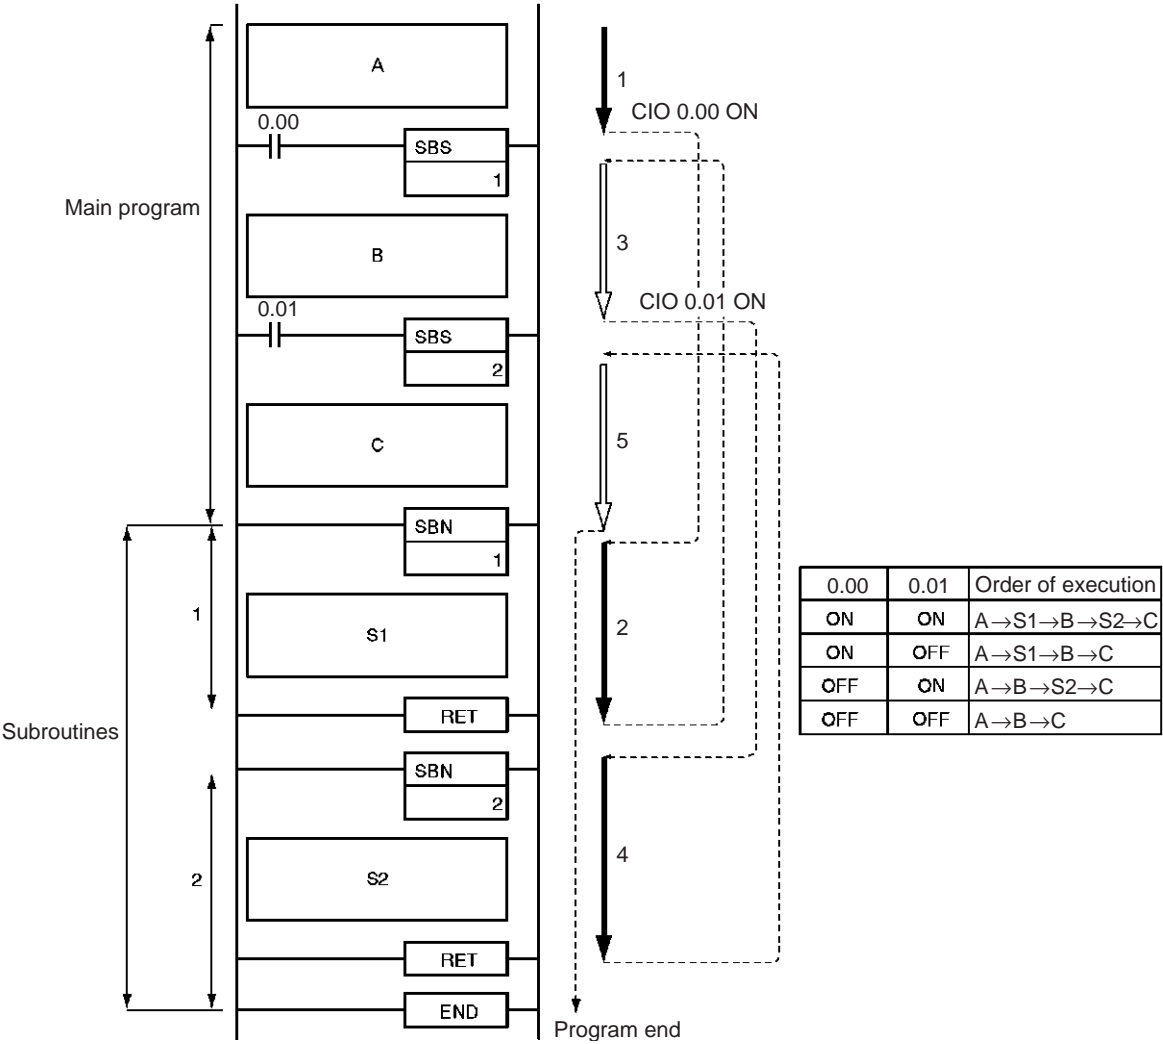 A
1
CIO 0.00 ON
0.00
SBS
1
Main program
B
3
CIO 0.01 ON
0.01
SBS
2
C
5
SBN
1
1
S1
2
0.00 0.01 Order of execution
ON ON A→S1→B→S2→C
ON OFF A→S1→B→C
OFF ON A→B→S2→C
OFF OFF A→B→C
RET
Subroutines
SBN
2
4
2
S2
RET
END
Program end